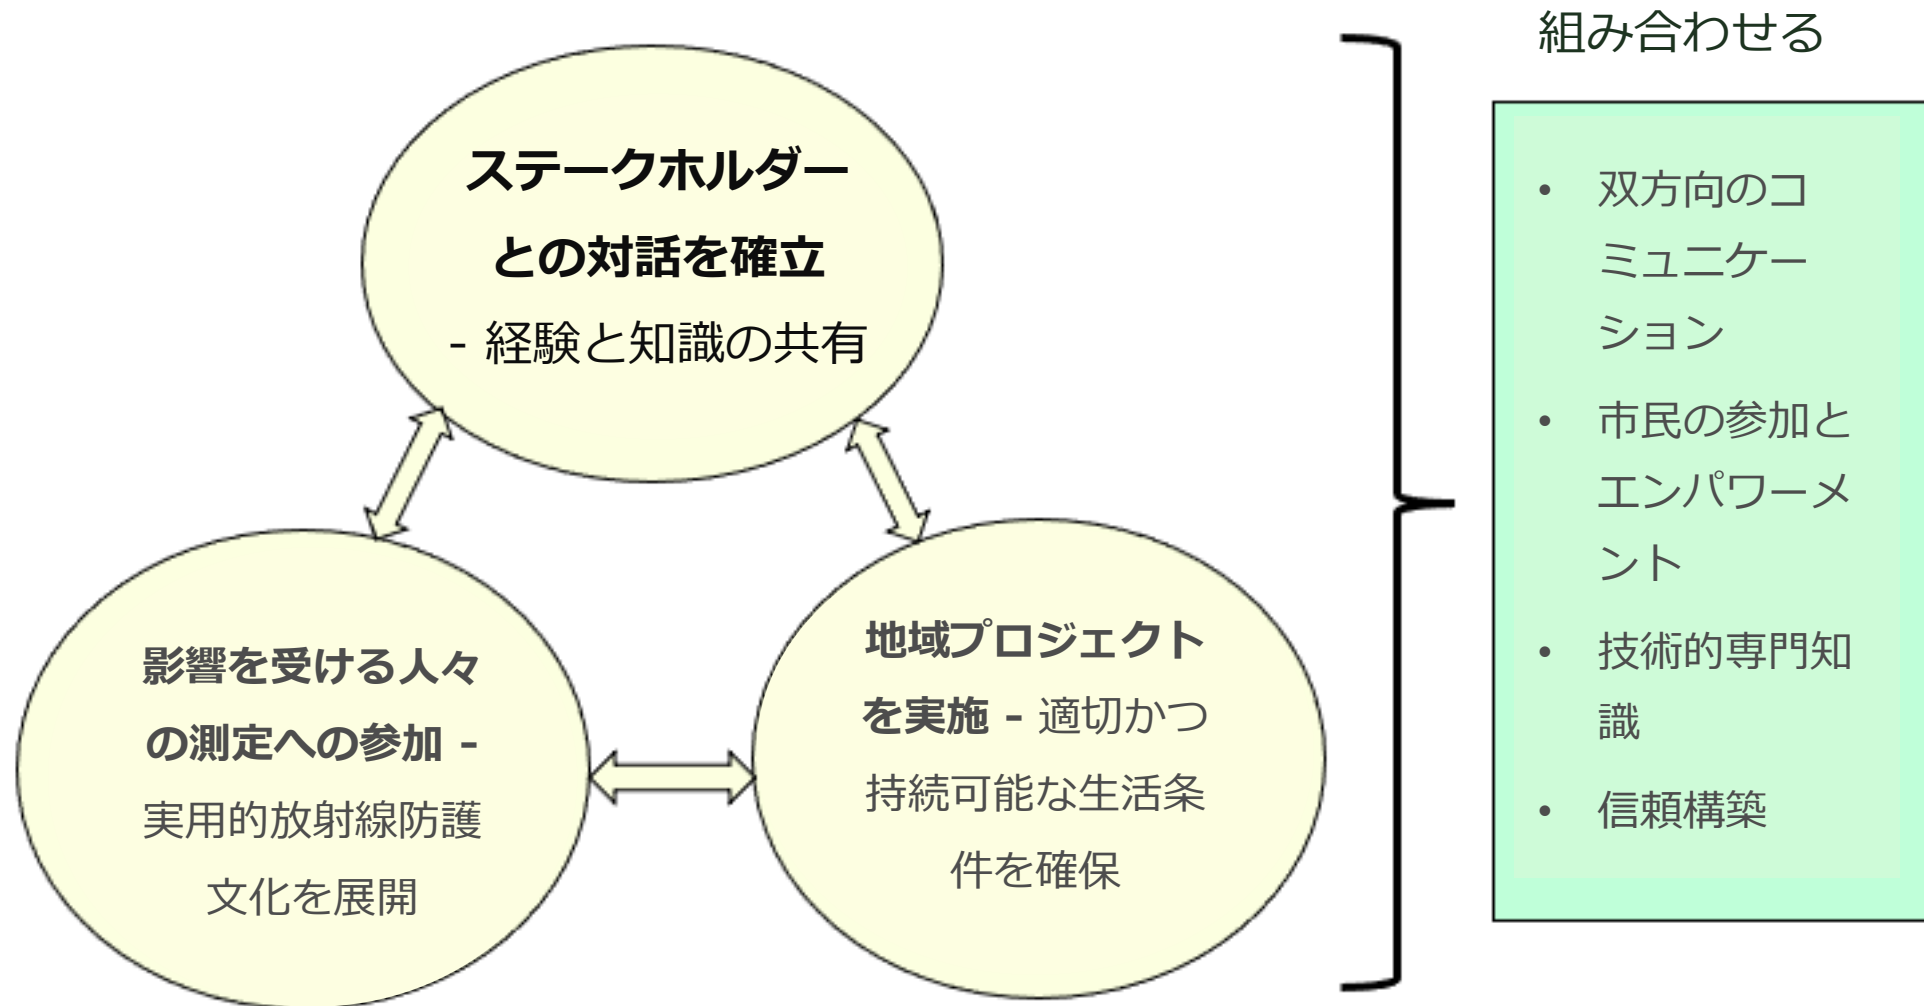 ステークホルダー
との対話を確立
- 経験と知識の共有
影響を受ける人々
の測定への参加 -
実用的放射線防護
文化を展開
地域プロジェクト
を実施 - 適切かつ
持続可能な生活条
件を確保
組み合わせる
• 双方向のコ
ミュニケー
ション
• 市民の参加と
エンパワーメ
ント
• 技術的専門知
識
• 信頼構築